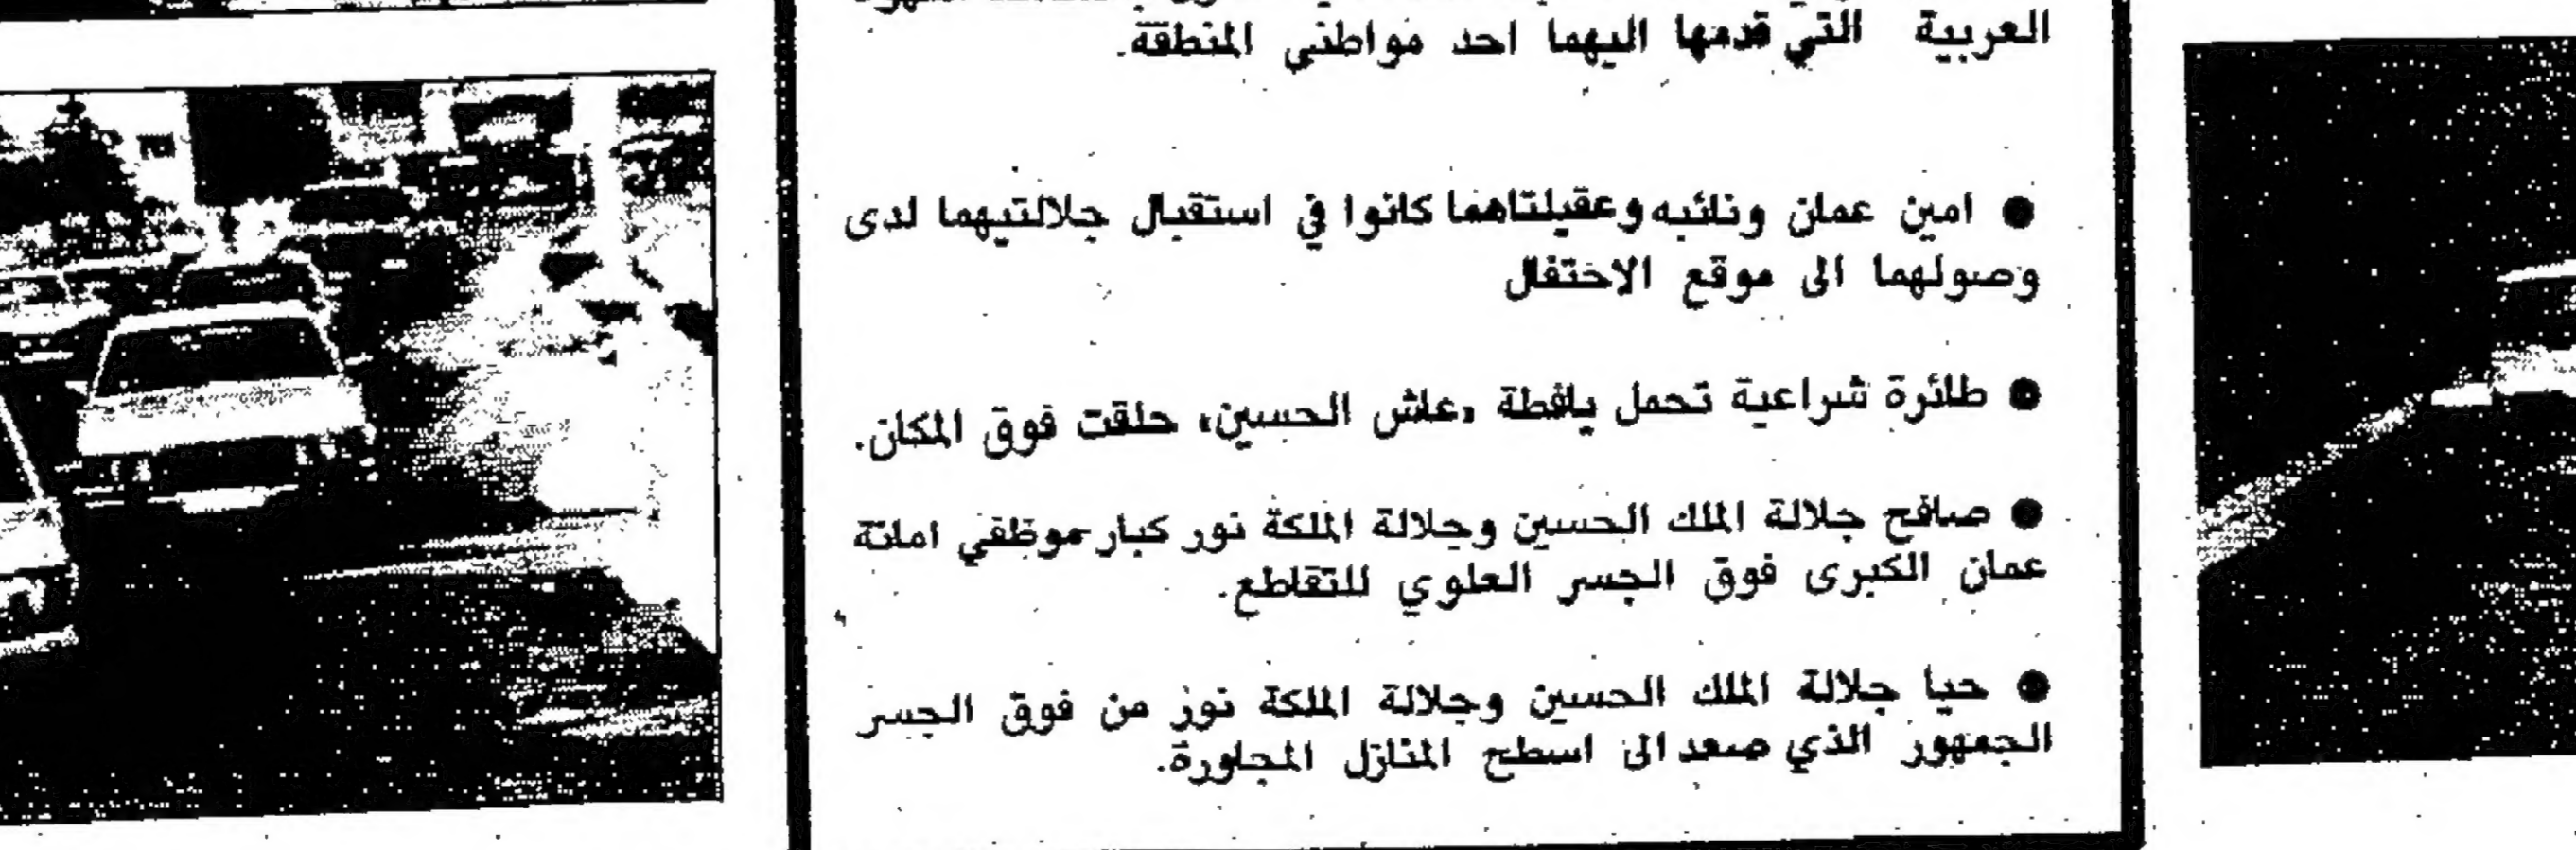 العربية التي قدمها اليهما احد مواطني المنطقة.
● امين عمان ونائبه وعقيلتاهما كانوا في استقبال جلالتيهما لدى
وصولهما الى موقع الاحتفال
● طائرة شراعية تحمل يافطة «عاش الحسين» حلقت فوق المكان.
● صافح جلالة الملك الحسين وجلالة الملكة نور كبار موظفي امانة
عمان الكبرى فوق الجسر العلوي للتقاطع.
● حيا جلالة الملك الحسين وجلالة الملكة نور من فوق الجسر
الجمهور الذي صعد الى اسطح المنازل المجاورة.